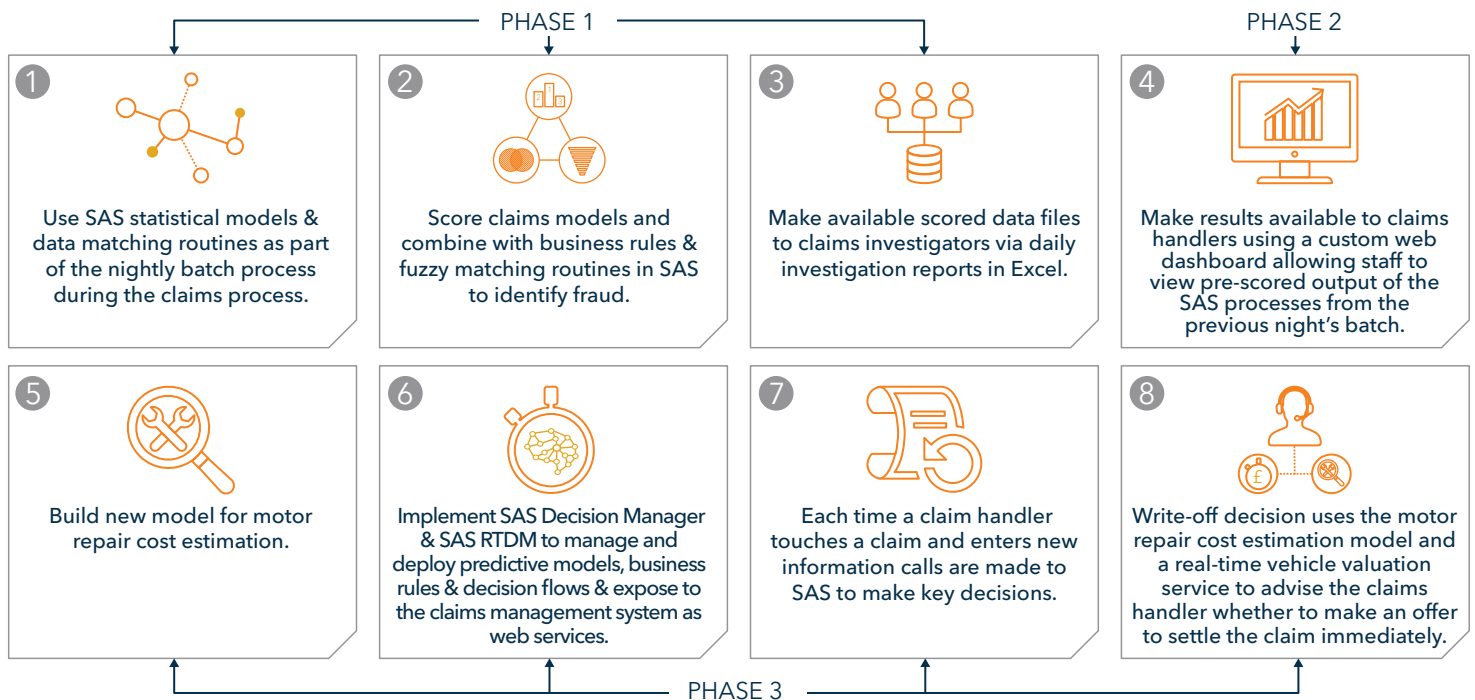 PHASE 1
PHASE 2
1
Use SAS statistical models &
data matching routines as part
of the nightly batch process
during the claims process.
2
2 1 3
Score claims models and
combine with business rules &
fuzzy matching routines in SAS
to identify fraud.
3
Make available scored data files
to claims investigators via daily
investigation reports in Excel.
4
Make results available to claims
handlers using a custom web
dashboard allowing staff to
view pre-scored output of the
SAS processes from the
previous night's batch.
5
Build new model for motor
repair cost estimation.
6
Implement SAS Decision Manager
& SAS RTDM to manage and
deploy predictive models, business
rules & decision flows & expose to
the claims management system as
web services.
7
Each time a claim handler
touches a claim and enters new
information calls are made to
SAS to make key decisions.
8
£
Write-off decision uses the motor
repair cost estimation model and
a real-time vehicle valuation
service to advise the claims
handler whether to make an offer
to settle the claim immediately.
PHASE 3